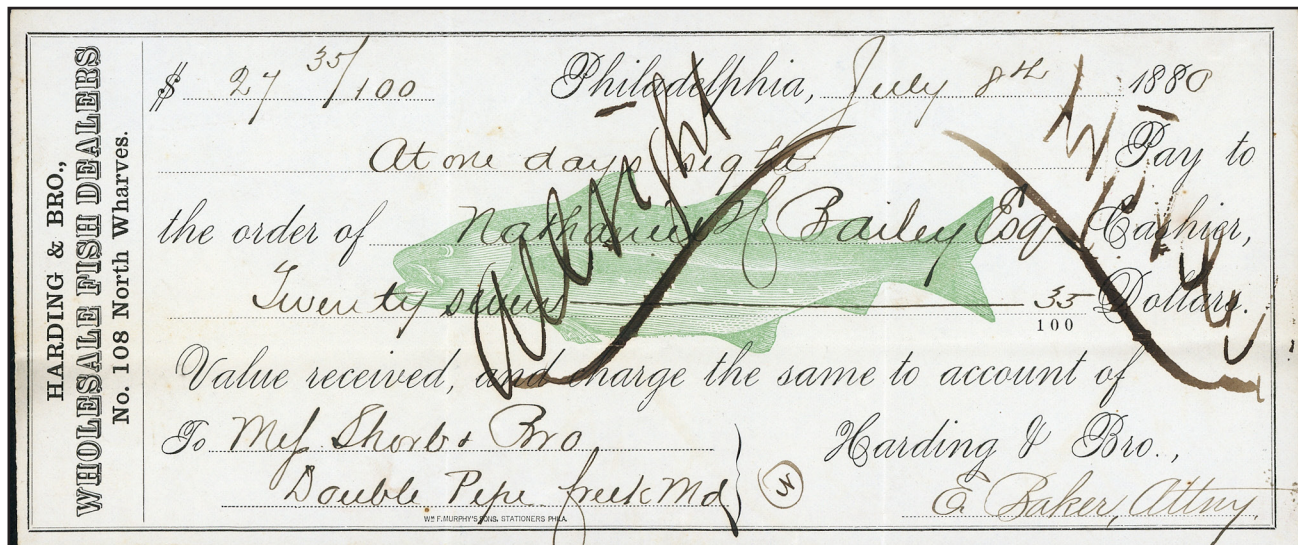 HARDING & BRO.,
WHOLESALE FISH DEALERS
No. 108 North Wharves.
$ 27 35/100 Philadelphia, July 8th 1880
At one days sight Pay to
the order of Nathaniel Bailey Esq Cashier,
Twenty seven 35/100 Dollars.
Value received, and charge the same to account of
To Mess Shorb & Bro Harding & Bro.,
Double Pipe Creek Md E Baker, Attny.
WM F. MURPHY'S SONS, STATIONERS PHILA.